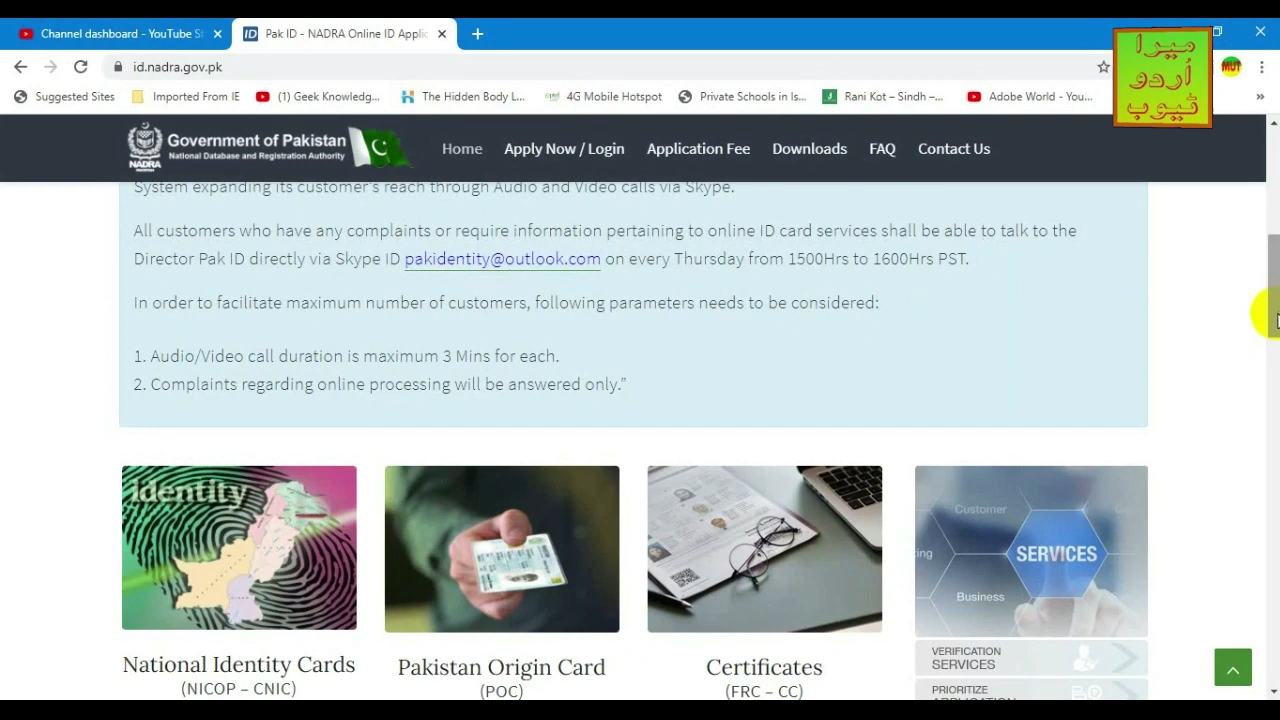 Channel dashboard - YouTube St
Pak ID - NADRA Online ID Applic
id.nadra.gov.pk
میرا
اُردو
ٹیوب
MUT
Suggested Sites
Imported From IE
(1) Geek Knowledg...
The Hidden Body L...
4G Mobile Hotspot
Private Schools in Is...
Rani Kot – Sindh –...
Adobe World - You...
NADRA
Government of Pakistan
National Database and Registration Authority
Home
Apply Now / Login
Application Fee
Downloads
FAQ
Contact Us
System expanding its customer's reach through Audio and Video calls via Skype.
All customers who have any complaints or require information pertaining to online ID card services shall be able to talk to the
Director Pak ID directly via Skype ID pakidentity@outlook.com on every Thursday from 1500Hrs to 1600Hrs PST.
In order to facilitate maximum number of customers, following parameters needs to be considered:
1. Audio/Video call duration is maximum 3 Mins for each.
2. Complaints regarding online processing will be answered only.”
Identity
Customer
SERVICES
Business
National Identity Cards
(NICOP – CNIC)
Pakistan Origin Card
(POC)
Certificates
(FRC – CC)
VERIFICATION
SERVICES
PRIORITIZE